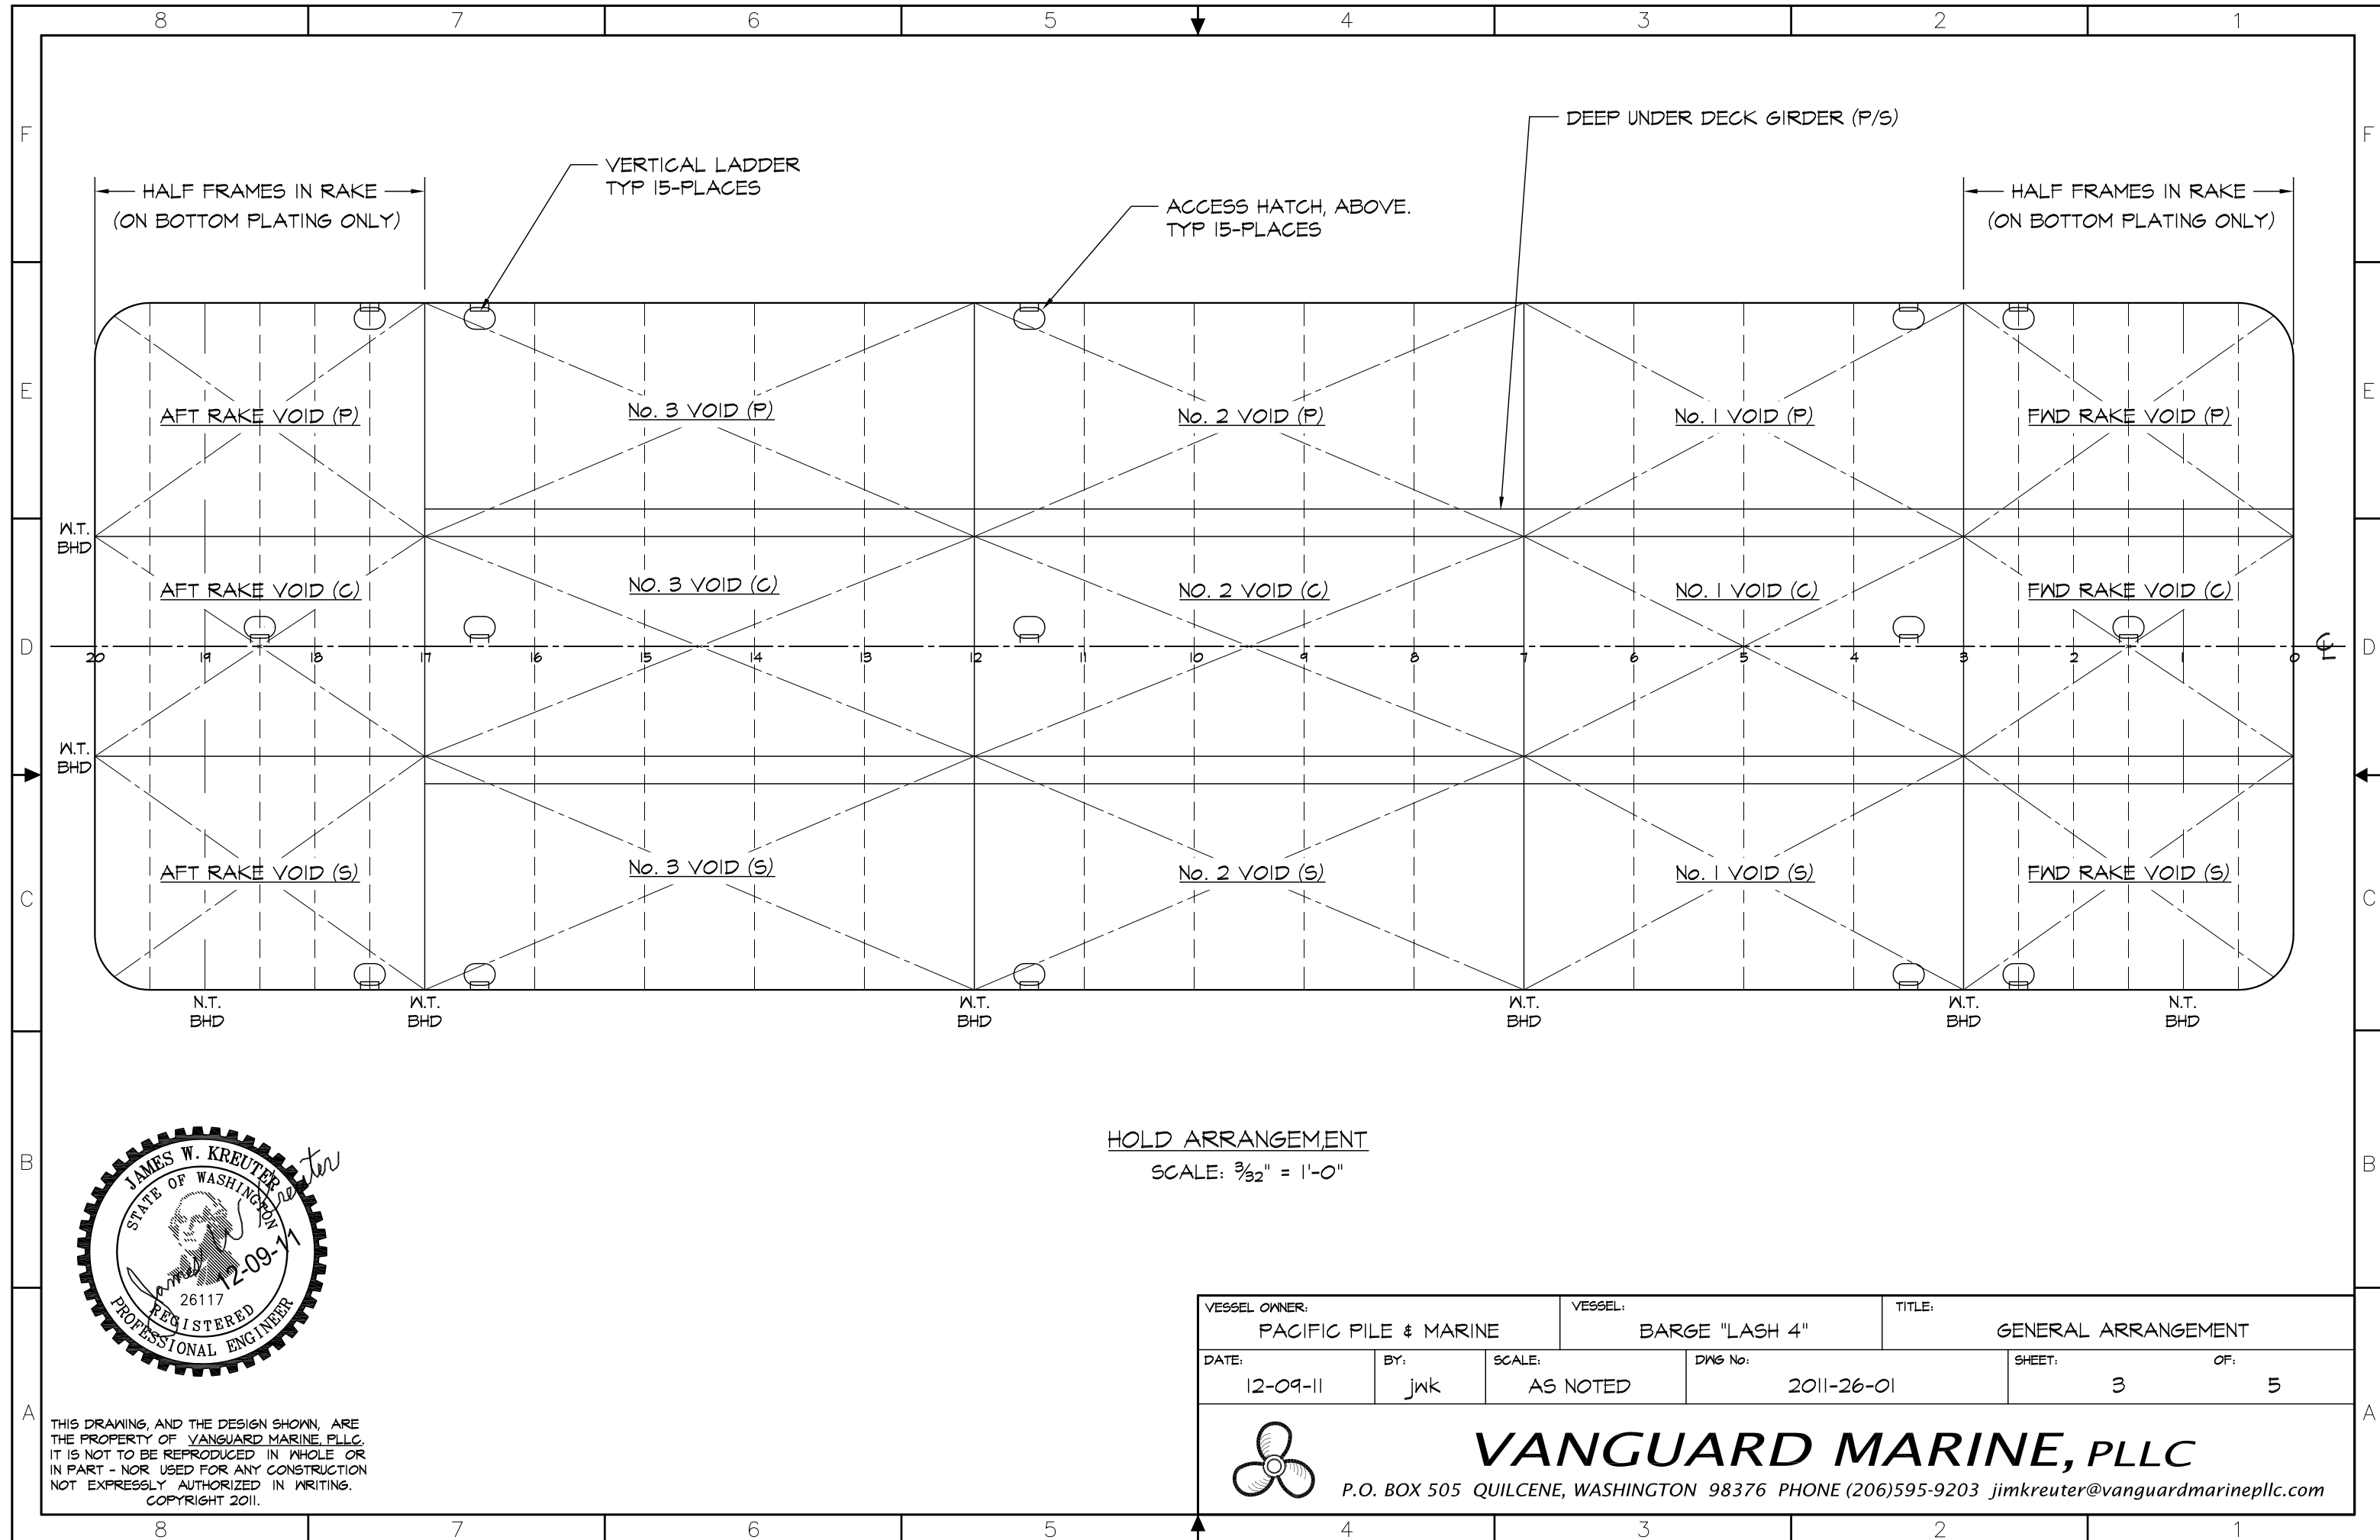 8 7 6 5 4 3 2 1
F
F
DEEP UNDER DECK GIRDER (P/S)
VERTICAL LADDER
TYP 15-PLACES
HALF FRAMES IN RAKE
(ON BOTTOM PLATING ONLY)
ACCESS HATCH, ABOVE.
TYP 15-PLACES
HALF FRAMES IN RAKE
(ON BOTTOM PLATING ONLY)
E
E
AFT RAKE VOID (P)
No. 3 VOID (P)
No. 2 VOID (P)
No. 1 VOID (P)
FWD RAKE VOID (P)
W.T.
BHD
AFT RAKE VOID (C)
NO. 3 VOID (C)
NO. 2 VOID (C)
NO. 1 VOID (C)
FWD RAKE VOID (C)
D
D
20 19 18 17 16 15 14 13 12 11 10 9 8 7 6 5 4 3 2 1 0 ℄
W.T.
BHD
AFT RAKE VOID (S)
No. 3 VOID (S)
No. 2 VOID (S)
No. 1 VOID (S)
FWD RAKE VOID (S)
C
C
N.T.
BHD
W.T.
BHD
W.T.
BHD
W.T.
BHD
W.T.
BHD
N.T.
BHD
B
B
HOLD ARRANGEM,ENT
SCALE: 3/32" = 1'-0"
JAMES W. KREUTER
STATE OF WASHINGTON
James W Kreuter
12-09-11
26117
REGISTERED
PROFESSIONAL ENGINEER
VESSEL OWNER:
PACIFIC PILE & MARINE
VESSEL:
BARGE "LASH 4"
TITLE:
GENERAL ARRANGEMENT
DATE:
12-09-11
BY:
jwk
SCALE:
AS NOTED
DWG No:
2011-26-01
SHEET:
3
OF:
5
A
A
THIS DRAWING, AND THE DESIGN SHOWN, ARE
THE PROPERTY OF VANGUARD MARINE, PLLC.
IT IS NOT TO BE REPRODUCED IN WHOLE OR
IN PART - NOR USED FOR ANY CONSTRUCTION
NOT EXPRESSLY AUTHORIZED IN WRITING.
COPYRIGHT 2011.
VANGUARD MARINE, PLLC
P.O. BOX 505 QUILCENE, WASHINGTON 98376 PHONE (206)595-9203 jimkreuter@vanguardmarinepllc.com
8 7 6 5 4 3 2 1